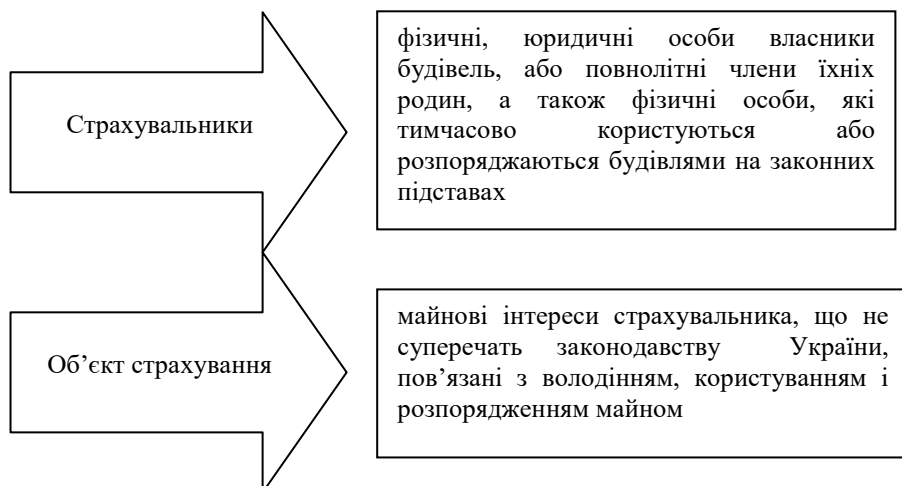 Страхувальники
фізичні, юридичні особи власники
будівель, або повнолітні члени їхніх
родин, а також фізичні особи, які
тимчасово користуються або
розпоряджаються будівлями на законних
підставах
Об’єкт страхування
майнові інтереси страхувальника, що не
суперечать законодавству України,
пов’язані з володінням, користуванням і
розпорядженням майном